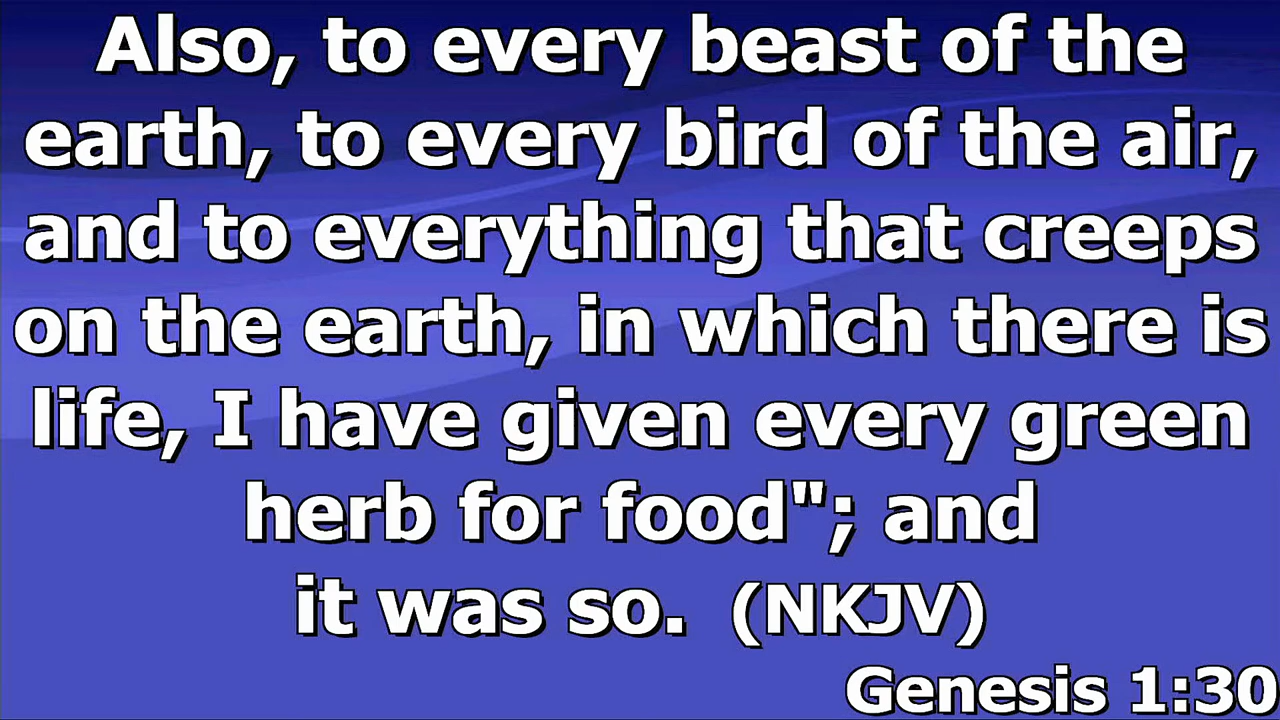 Also, to every beast of the
earth, to every bird of the air,
and to everything that creeps
on the earth, in which there is
life, I have given every green
herb for food"; and
it was so. (NKJV)
Genesis 1:30